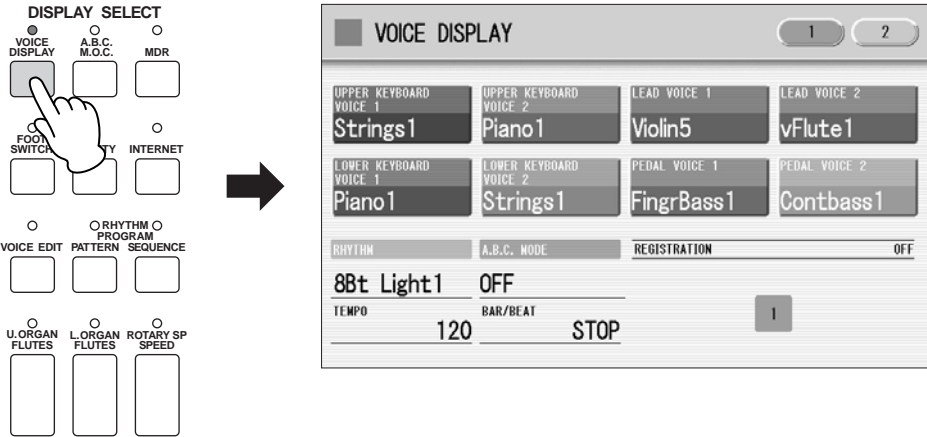 DISPLAY SELECT
VOICE DISPLAY
A.B.C. M.O.C.
MDR
FOOT SWITCH
TY
INTERNET
RHYTHM PROGRAM
VOICE EDIT
PATTERN
SEQUENCE
U.ORGAN FLUTES
L.ORGAN FLUTES
ROTARY SP SPEED
VOICE DISPLAY
1
2
UPPER KEYBOARD VOICE 1
Strings1
UPPER KEYBOARD VOICE 2
Piano1
LEAD VOICE 1
Violin5
LEAD VOICE 2
vFlute1
LOWER KEYBOARD VOICE 1
Piano1
LOWER KEYBOARD VOICE 2
Strings1
PEDAL VOICE 1
FingrBass1
PEDAL VOICE 2
Contbass1
RHYTHM
8Bt Light1
A.B.C. MODE
OFF
REGISTRATION OFF
TEMPO
120
BAR/BEAT
STOP
1